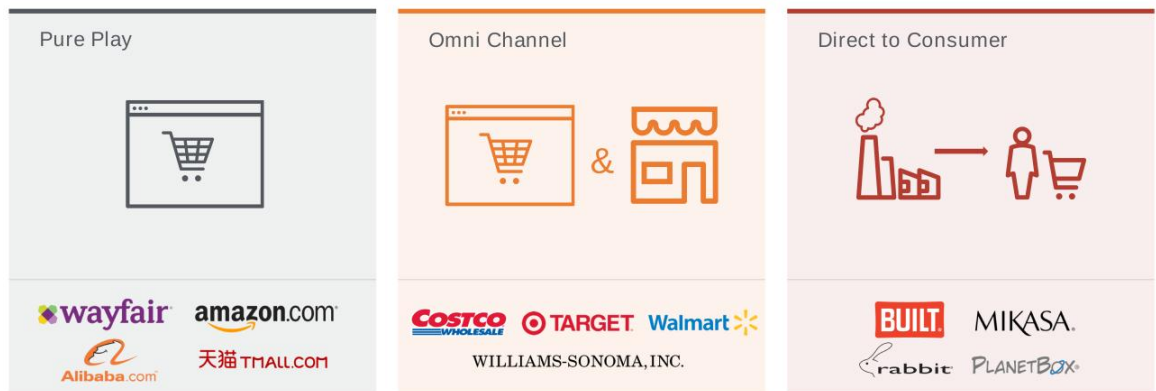 Pure Play
wayfair
amazon.com
Alibaba.com
天猫 TMALL.COM
Omni Channel
&
COSTCO
WHOLESALE
TARGET
Walmart
WILLIAMS-SONOMA, INC.
Direct to Consumer
BUILT.
MIKASA.
rabbit
PLANETBOX